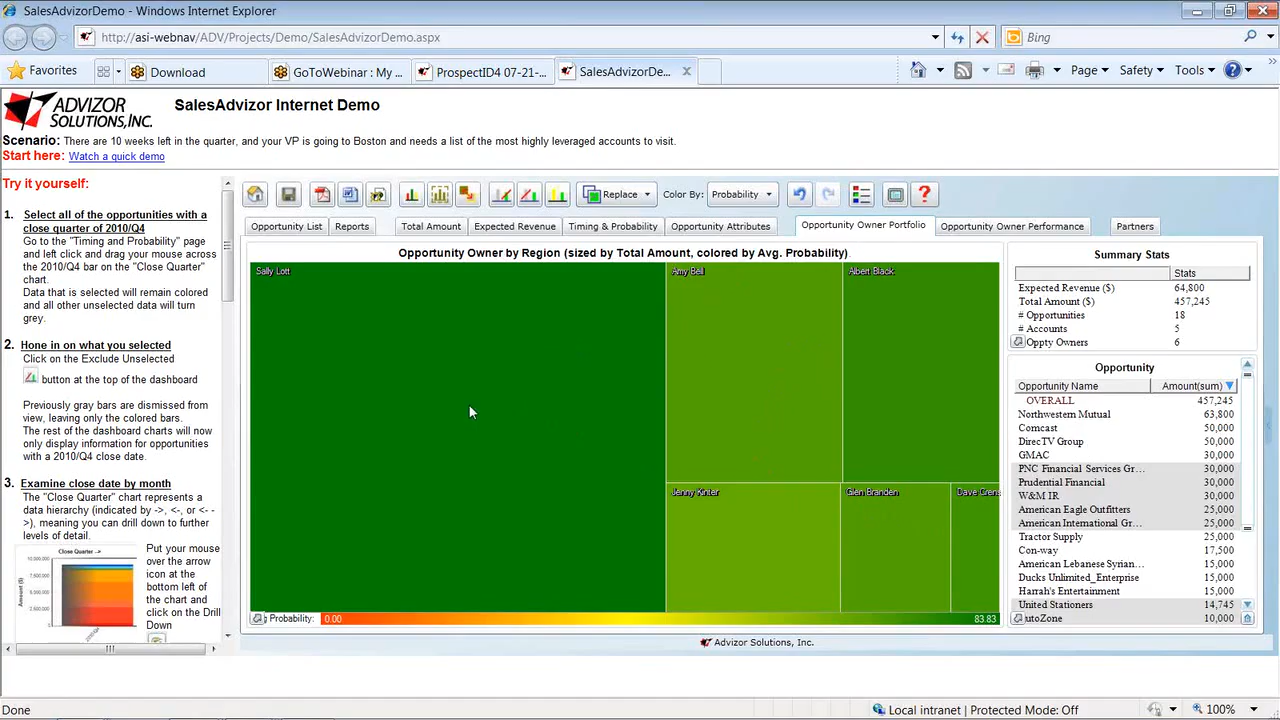 SalesAdvizorDemo - Windows Internet Explorer
http://asi-webnav/ADV/Projects/Demo/SalesAdvizorDemo.aspx
Bing
Favorites
Download
GoToWebinar : My ...
ProspectID4 07-21-...
SalesAdvizorDe...
Page
Safety
Tools
ADVIZOR
SOLUTIONS, INC.
SalesAdvizor Internet Demo
Scenario: There are 10 weeks left in the quarter, and your VP is going to Boston and needs a list of the most highly leveraged accounts to visit.
Start here: Watch a quick demo
Try it yourself:
1. Select all of the opportunities with a
close quarter of 2010/Q4
Go to the "Timing and Probability" page
and left click and drag your mouse across
the 2010/Q4 bar on the "Close Quarter"
chart.
Data that is selected will remain colored
and all other unselected data will turn
grey.
2. Hone in on what you selected
Click on the Exclude Unselected
button at the top of the dashboard
Previously gray bars are dismissed from
view, leaving only the colored bars.
The rest of the dashboard charts will now
only display information for opportunities
with a 2010/Q4 close date.
3. Examine close date by month
The "Close Quarter" chart represents a
data hierarchy (indicated by ->, <-, or <- -
>), meaning you can drill down to further
levels of detail.
Close Quarter -->
10,000,000
7,500,000
Amount ($)
2010/Q4
Put your mouse
over the arrow
icon at the
bottom left of
the chart and
click on the Drill
Down
Replace
Color By:
Probability
Opportunity List
Reports
Total Amount
Expected Revenue
Timing & Probability
Opportunity Attributes
Opportunity Owner Portfolio
Opportunity Owner Performance
Partners
Opportunity Owner by Region (sized by Total Amount, colored by Avg. Probability)
Sally Lott
Amy Bell
Albert Black
Jenny Kinter
Glen Branden
Dave Crens
Probability:
0.00
83.83
Summary Stats
Stats
Expected Revenue ($) 64,800
Total Amount ($) 457,245
# Opportunities 18
# Accounts 5
Oppty Owners 6
Opportunity
Opportunity Name Amount(sum)
OVERALL 457,245
Northwestern Mutual 63,800
Comcast 50,000
DirecTV Group 50,000
GMAC 30,000
PNC Financial Services Gr... 30,000
Prudential Financial 30,000
W&M IR 30,000
American Eagle Outfitters 25,000
American International Gr... 25,000
Tractor Supply 25,000
Con-way 17,500
American Lebanese Syrian... 15,000
Ducks Unlimited_Enterprise 15,000
Harrah's Entertainment 15,000
United Stationers 14,745
utoZone 10,000
Advizor Solutions, Inc.
Done
Local intranet | Protected Mode: Off
100%